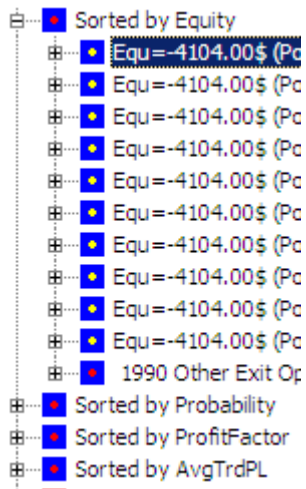 Sorted by Equity
Equ=-4104.00$ (Po
Equ=-4104.00$ (Po
Equ=-4104.00$ (Po
Equ=-4104.00$ (Po
Equ=-4104.00$ (Po
Equ=-4104.00$ (Po
Equ=-4104.00$ (Po
Equ=-4104.00$ (Po
Equ=-4104.00$ (Po
Equ=-4104.00$ (Po
1990 Other Exit Op
Sorted by Probability
Sorted by ProfitFactor
Sorted by AvgTrdPL